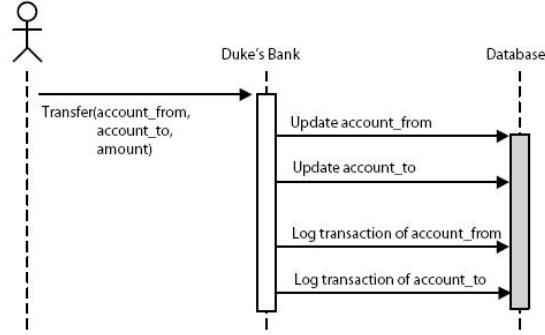 Duke's Bank
Database
Transfer(account_from,
account_to,
amount)
Update account_from
Update account_to
Log transaction of account_from
Log transaction of account_to